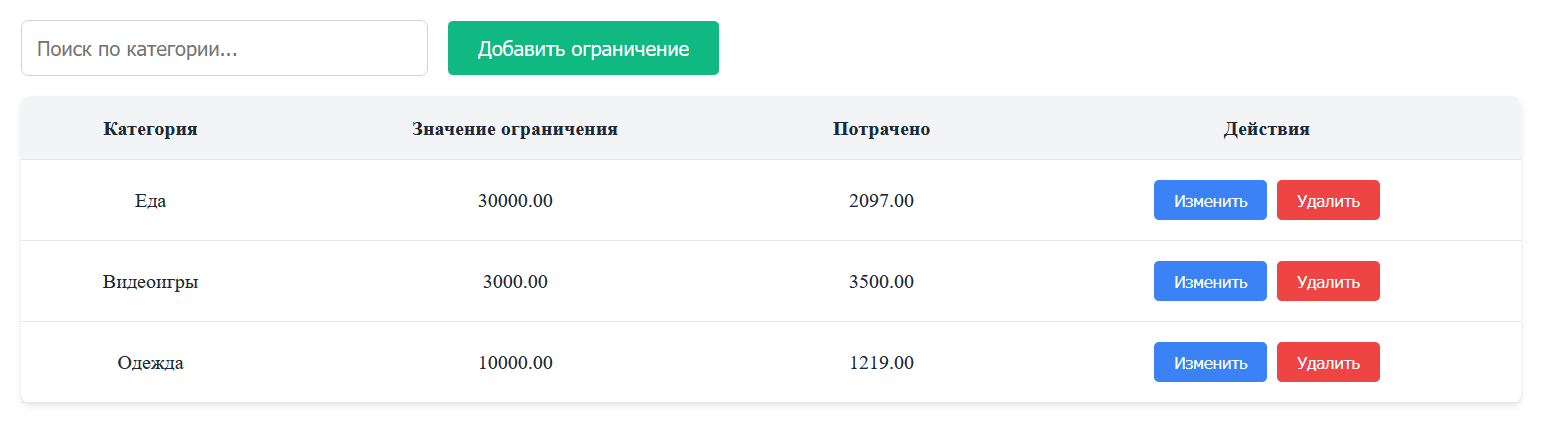 Поиск по категории... Добавить ограничение
Категория Значение ограничения Потрачено Действия
Еда 30000.00 2097.00 Изменить Удалить
Видеоигры 3000.00 3500.00 Изменить Удалить
Одежда 10000.00 1219.00 Изменить Удалить